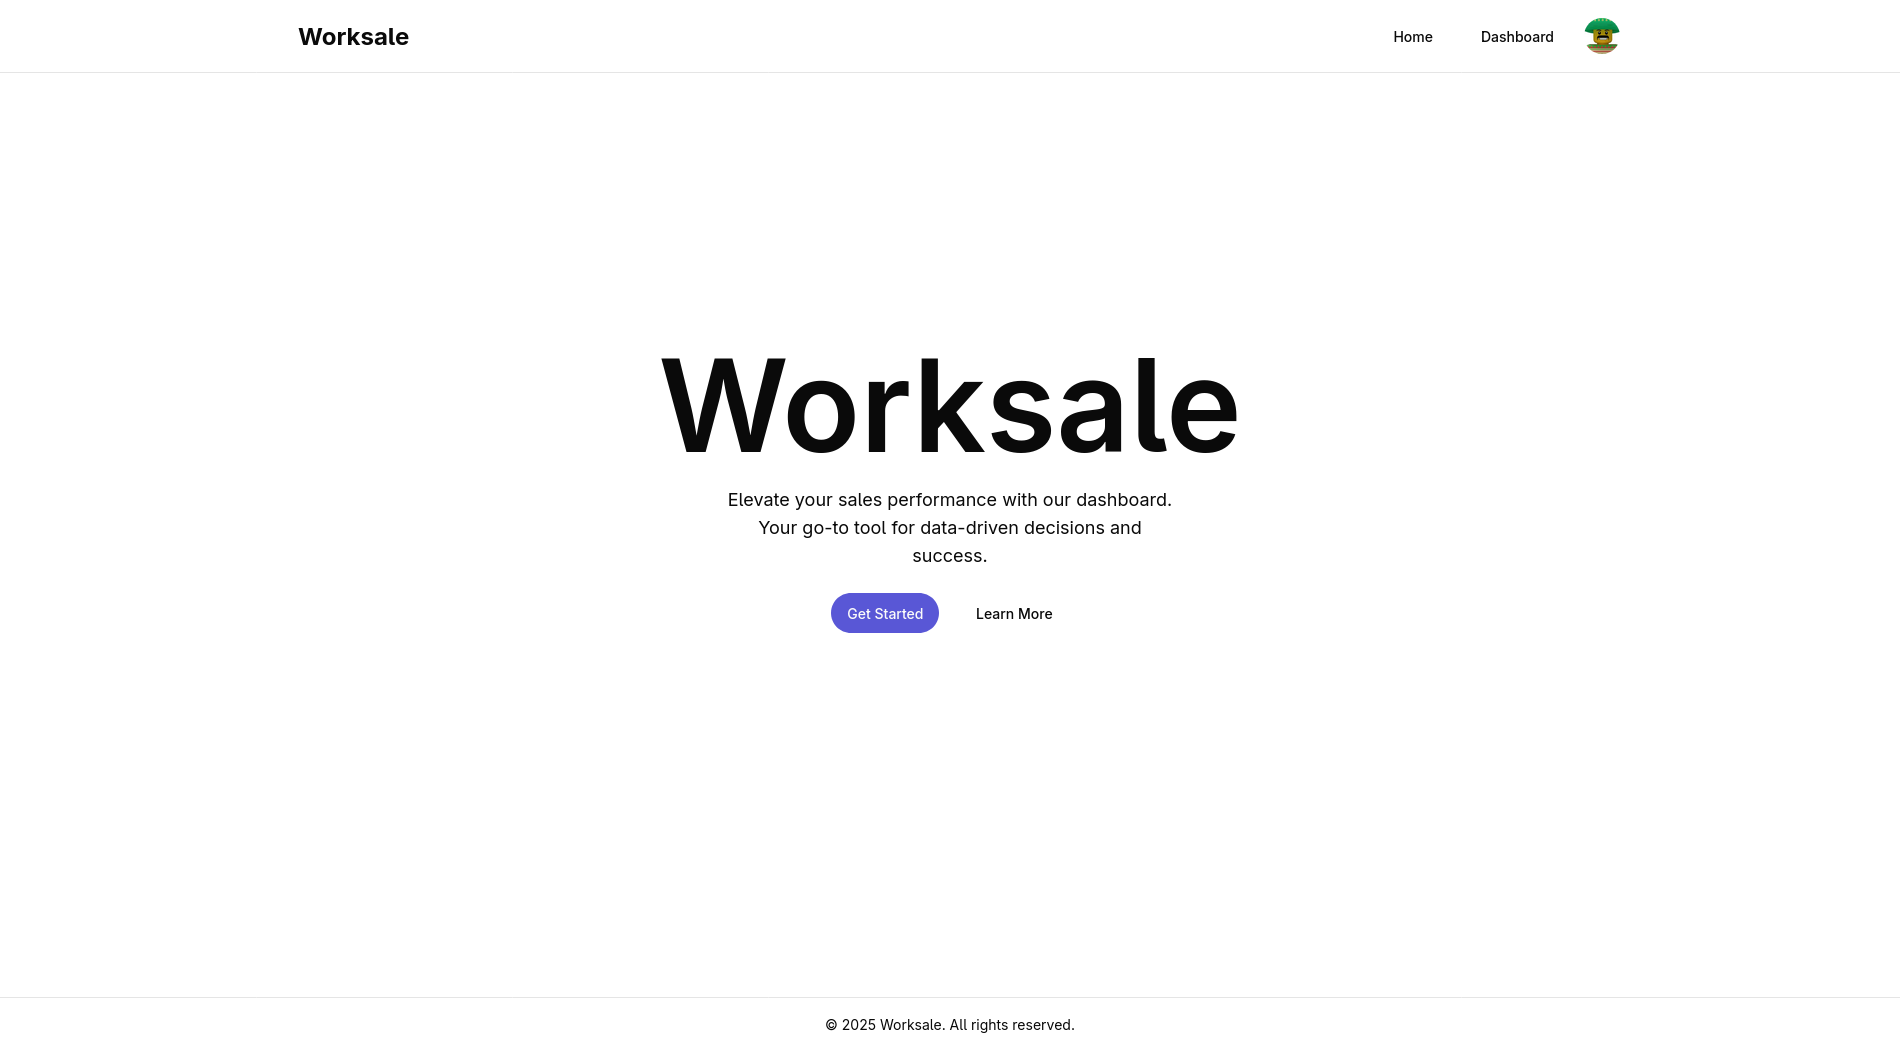 Worksale
Home
Dashboard
Worksale
Elevate your sales performance with our dashboard.
Your go-to tool for data-driven decisions and
success.
Get Started
Learn More
© 2025 Worksale. All rights reserved.